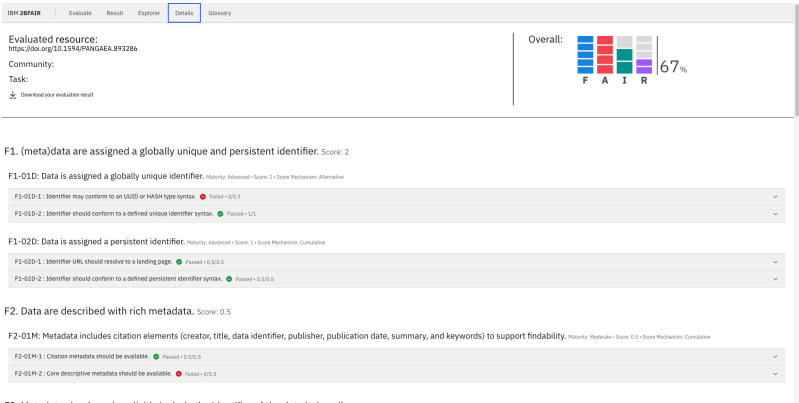 IBM 2BFAIR Evaluate Result Explorer Details Glossary
Evaluated resource:
https://doi.org/10.1594/PANGAEA.893286
Community:
Task:
Download your evaluation result
Overall:
67%
F A I R
F1. (meta)data are assigned a globally unique and persistent identifier. Score: 2
F1-01D: Data is assigned a globally unique identifier. Maturity: Advanced • Score: 1 • Score Mechanism: Alternative
F1-01D-1 : Identifier may conform to an UUID or HASH type syntax. Failed • 0/0.5
F1-01D-2 : Identifier should conform to a defined unique identifier syntax. Passed • 1/1
F1-02D: Data is assigned a persistent identifier. Maturity: Advanced • Score: 1 • Score Mechanism: Cumulative
F1-02D-1 : Identifier URL should resolve to a landing page. Passed • 0.5/0.5
F1-02D-2 : Identifier should conform to a defined persistent identifier syntax. Passed • 0.5/0.5
F2. Data are described with rich metadata. Score: 0.5
F2-01M: Metadata includes citation elements (creator, title, data identifier, publisher, publication date, summary, and keywords) to support findability. Maturity: Moderate • Score: 0.5 • Score Mechanism: Cumulative
F2-01M-1 : Citation metadata should be available. Passed • 0.5/0.5
F2-01M-2 : Core descriptive metadata should be available. Failed • 0/0.5